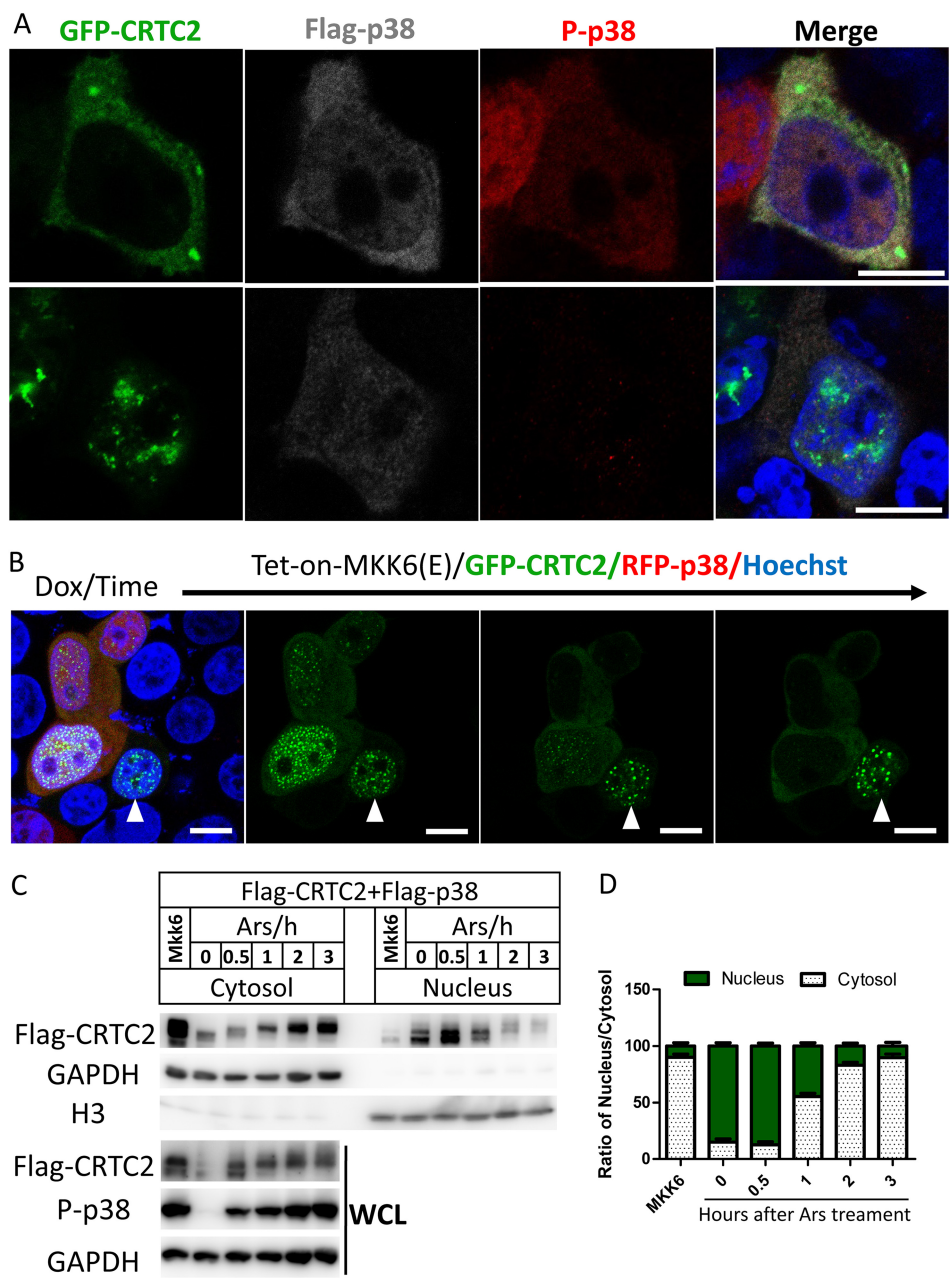 A
GFP-CRTC2 Flag-p38 P-p38 Merge
B
Tet-on-MKK6(E)/GFP-CRTC2/RFP-p38/Hoechst
Dox/Time
C
Flag-CRTC2+Flag-p38
Mkk6 Ars/h Mkk6 Ars/h
0 0.5 1 2 3 0 0.5 1 2 3
Cytosol Nucleus
Flag-CRTC2
GAPDH
H3
Flag-CRTC2
P-p38
GAPDH
WCL
D
Nucleus Cytosol
Ratio of Nucleus/Cytosol
150
100
50
0
MKK6 0 0.5 1 2 3
Hours after Ars treament